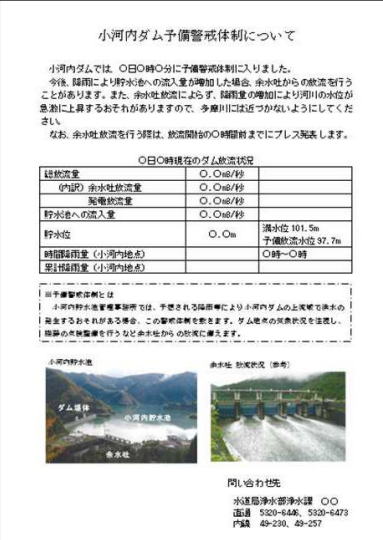 小河内ダム予備警戒体制について
小河内ダムでは、〇日〇時〇分に予備警戒体制に入りました。
今後、降雨により貯水池への流入量が増加した場合、余水吐からの放流を行う
ことがあります。また、余水吐放流によらず、降雨量の増加により河川の水位が
急激に上昇するおそれがありますので、多摩川には近づかないようにしてくださ
い。
なお、余水吐放流を行う際は、放流開始の〇時間前までにプレス発表します。
〇日〇時現在のダム放流状況
総放流量 〇.〇m3/秒
(内訳) 余水吐放流量 〇.〇m3/秒
発電放流量 〇.〇m3/秒
貯水池への流入量 〇.〇m3/秒
貯水位 〇.〇m 満水位 101.5m
予備放流水位 97.7m
時間降雨量(小河内地点) 〇時~〇時
累計降雨量(小河内地点)
※予備警戒体制とは
小河内貯水池管理事務所では、予想される降雨等により小河内ダムの上流域で洪水の
発生するおそれがある場合、この警戒体制を敷きます。ダム地点の気象状況を注視し、
機器の点検整備を行うなど余水吐からの放流に備えます。
小河内貯水池
余水吐 放流状況(参考)
ダム堤体
小河内貯水池
余水吐
問い合わせ先
水道局浄水部浄水課 〇〇
直通 5320-6446、5320-6473
内線 49-230、49-257